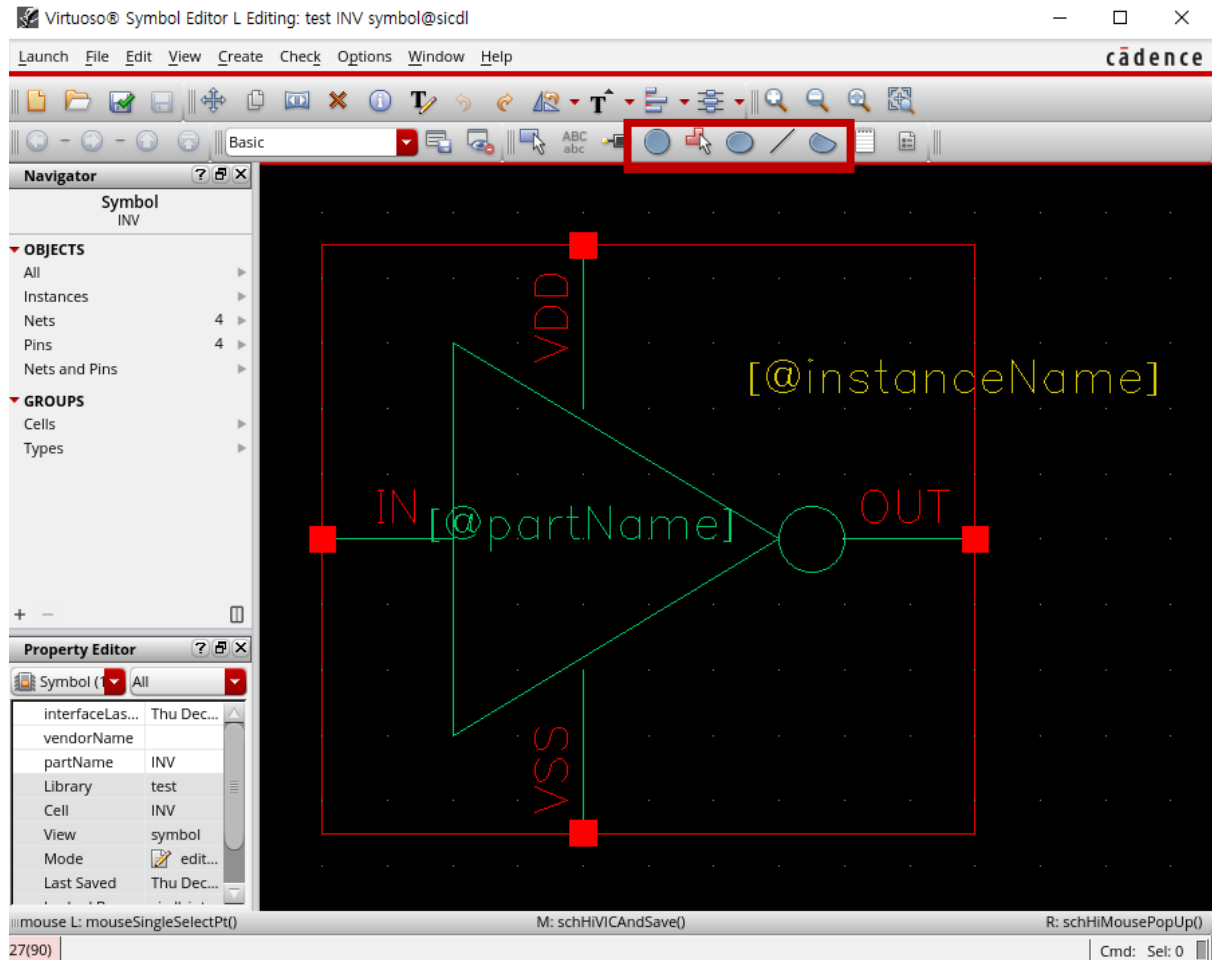 Virtuoso® Symbol Editor L Editing: test INV symbol@sicdl
Launch File Edit View Create Check Options Window Help
cādence
Basic
ABC
abc
Navigator
Symbol
INV
OBJECTS
All
Instances
Nets 4
Pins 4
Nets and Pins
GROUPS
Cells
Types
Property Editor
Symbol (1 All
interfaceLas... Thu Dec...
vendorName
partName INV
Library test
Cell INV
View symbol
Mode edit...
Last Saved Thu Dec...
VDD
[@instanceName]
IN
[@partName]
OUT
VSS
mouse L: mouseSingleSelectPt() M: schHiVICAndSave() R: schHiMousePopUp()
27(90) Cmd: Sel: 0